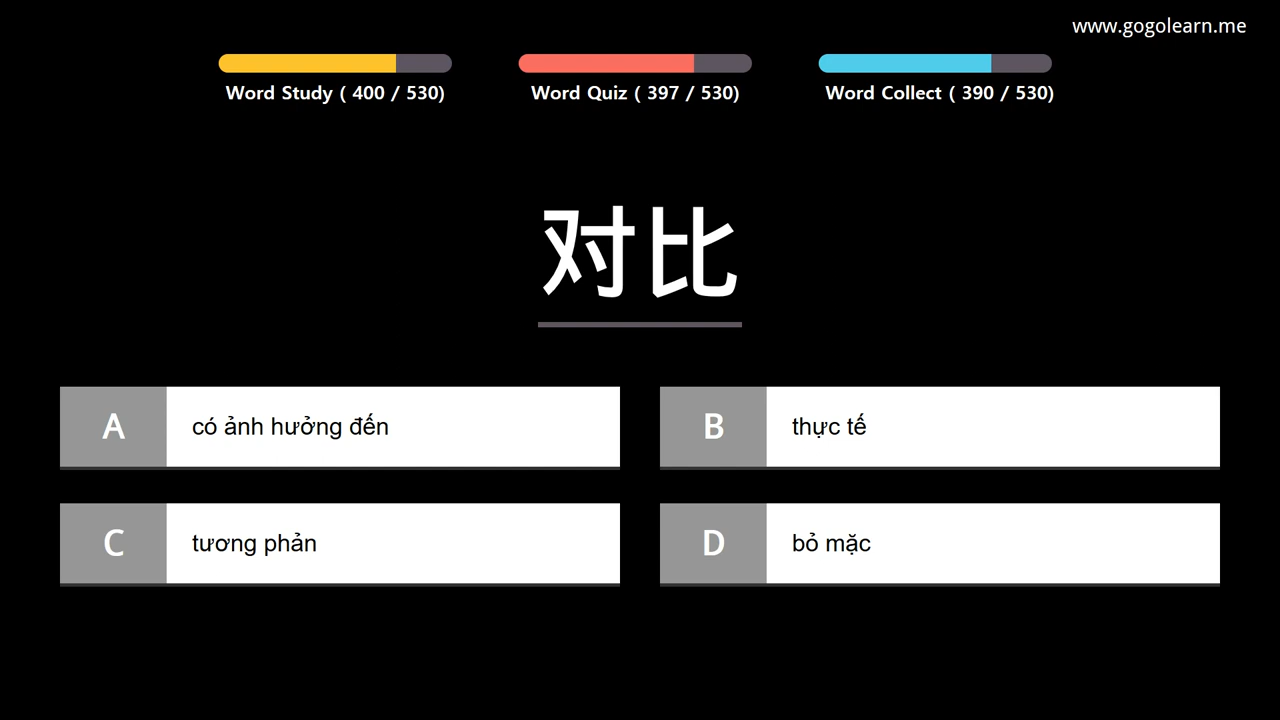 www.gogolearn.me
Word Study ( 400 / 530)
Word Quiz ( 397 / 530)
Word Collect ( 390 / 530)
对比
A
có ảnh hưởng đến
B
thực tế
C
tương phản
D
bỏ mặc